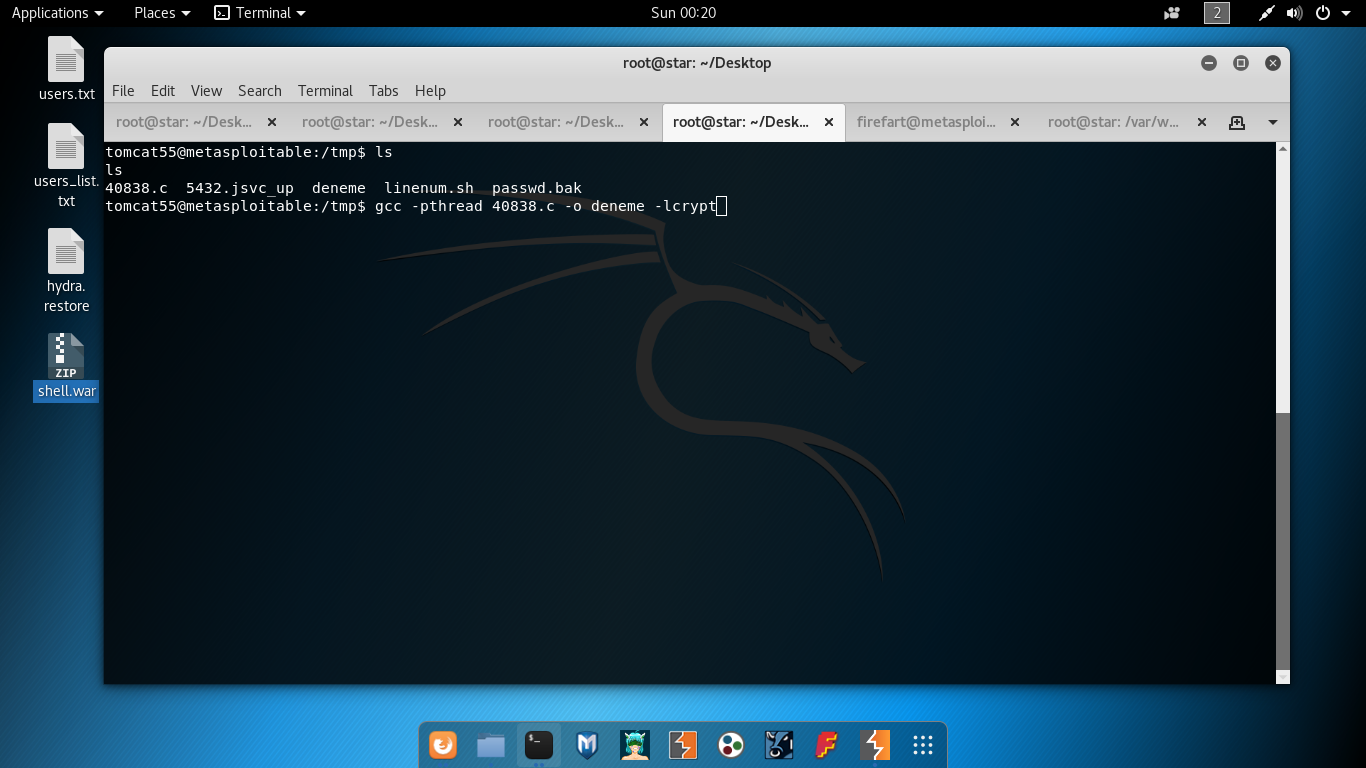 Applications Places Terminal Sun 00:20 2
users.txt
users_list.
txt
hydra.
restore
ZIP
shell.war
root@star: ~/Desktop
File Edit View Search Terminal Tabs Help
root@star: ~/Desk... root@star: ~/Desk... root@star: ~/Desk... root@star: ~/Desk... firefart@metasploi... root@star: /var/w...
tomcat55@metasploitable:/tmp$ ls
ls
40838.c  5432.jsvc_up  deneme  linenum.sh  passwd.bak
tomcat55@metasploitable:/tmp$ gcc -pthread 40838.c -o deneme -lcrypt
$_